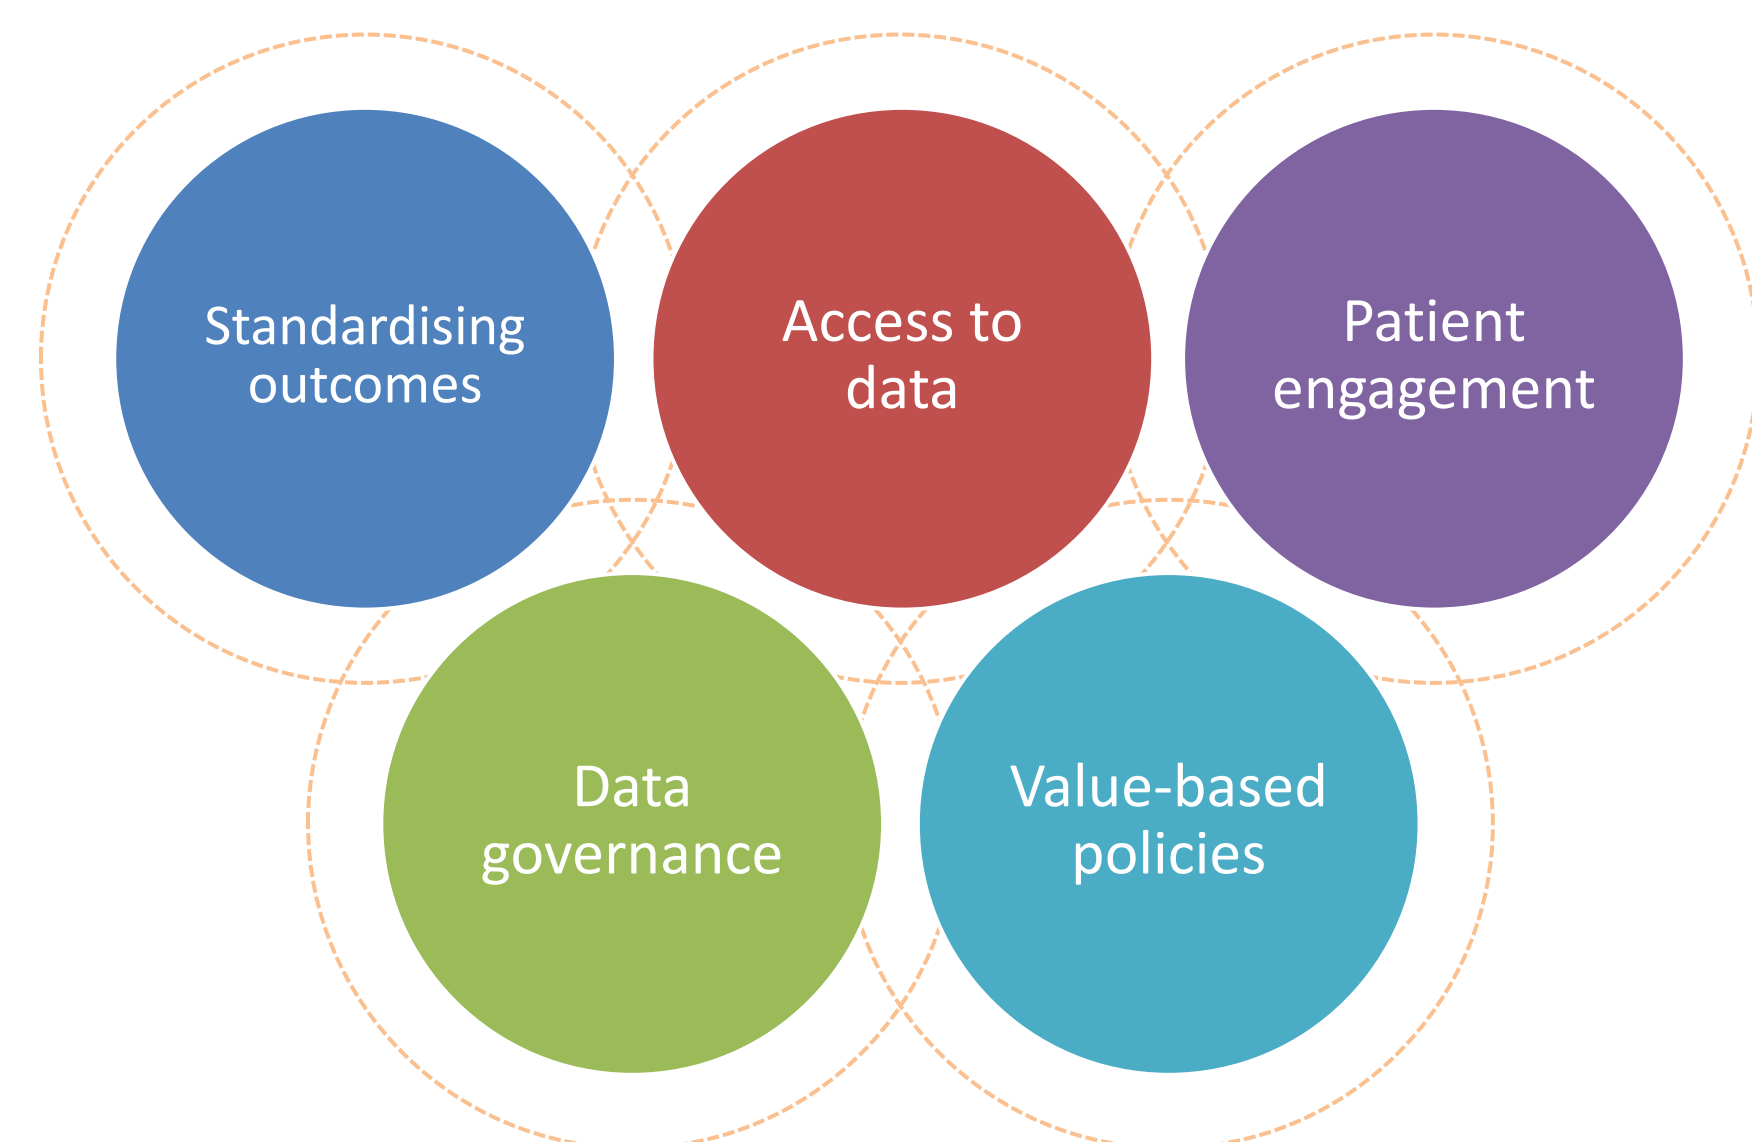 Standardising
outcomes
Access to
data
Patient
engagement
Data
governance
Value-based
policies